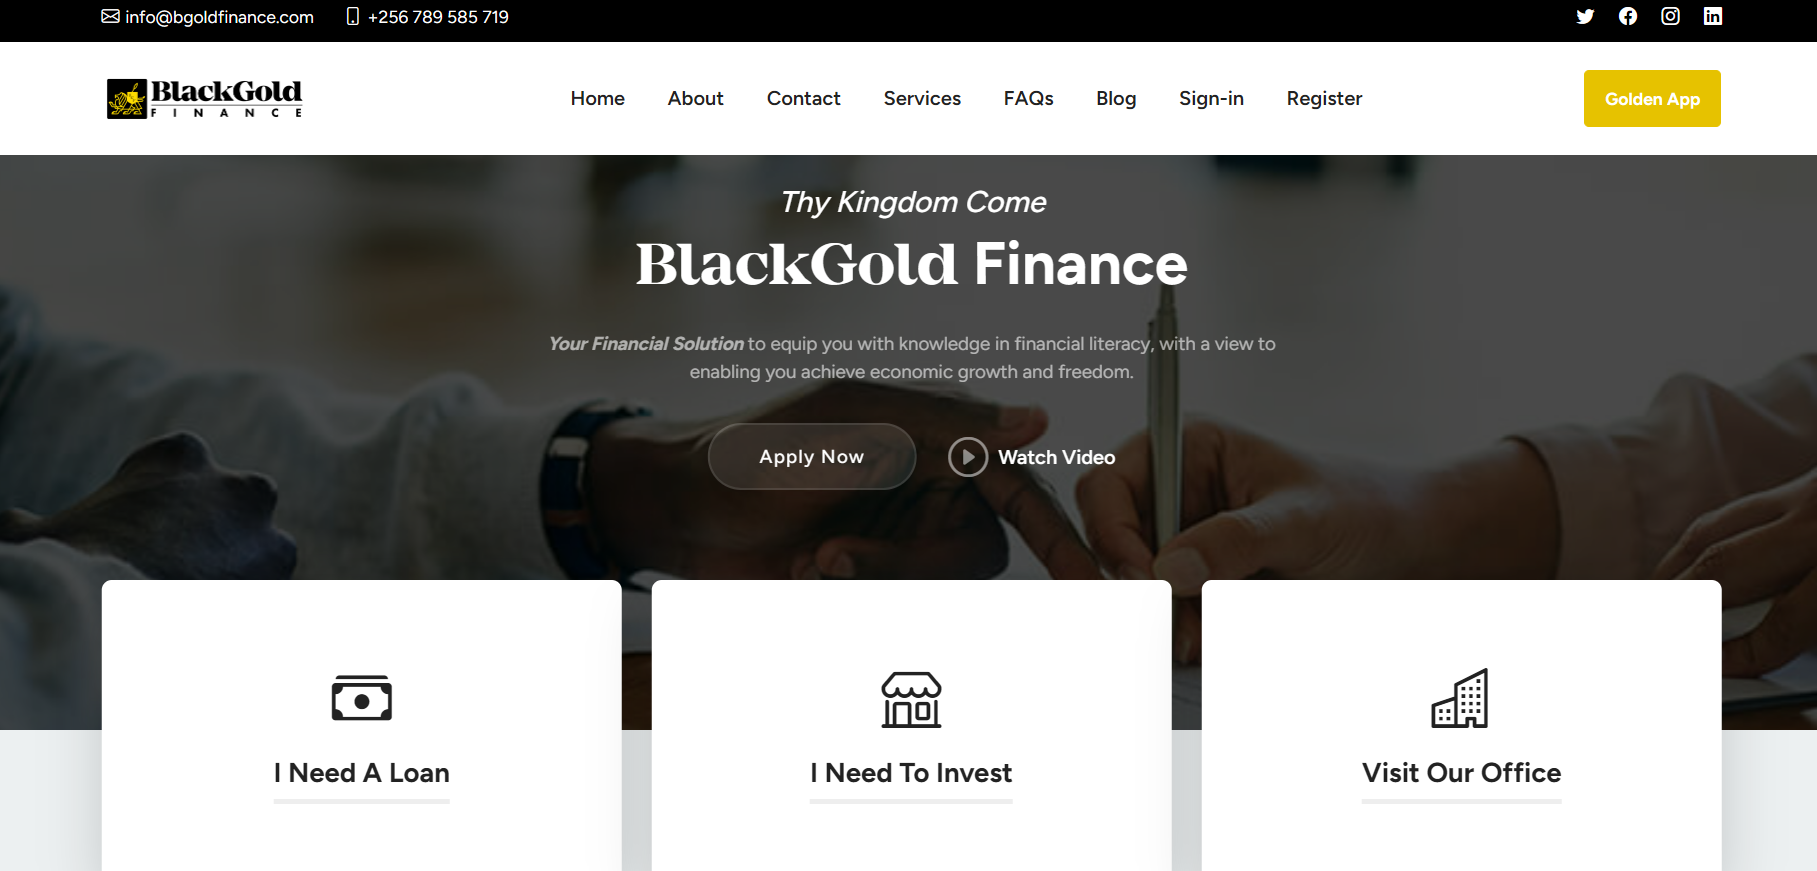 info@bgoldfinance.com
+256 789 585 719
BlackGold
FINANCE
Home
About
Contact
Services
FAQs
Blog
Sign-in
Register
Golden App
Thy Kingdom Come
BlackGold Finance
Your Financial Solution to equip you with knowledge in financial literacy, with a view to
enabling you achieve economic growth and freedom.
Apply Now
Watch Video
I Need A Loan
I Need To Invest
Visit Our Office